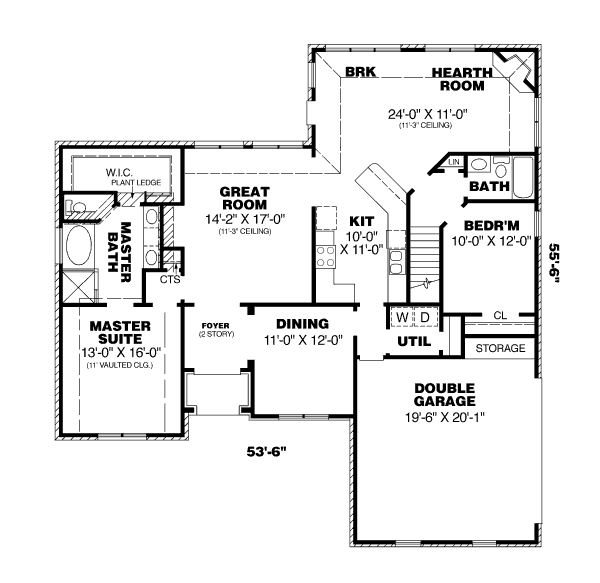 BRK
HEARTH
ROOM
24'-0" X 11'-0"
(11'-3" CEILING)
W.I.C.
PLANT LEDGE
LIN
BATH
GREAT
ROOM
14'-2" X 17'-0"
(11'-3" CEILING)
KIT
10'-0"
X 11'-0"
BEDR'M
10'-0" X 12'-0"
MASTER
BATH
55'-6"
CTS
MASTER
SUITE
13'-0" X 16'-0"
(11' VAULTED CLG.)
FOYER
(2 STORY)
DINING
11'-0" X 12'-0"
W D
UTIL
CL
STORAGE
DOUBLE
GARAGE
19'-6" X 20'-1"
53'-6"